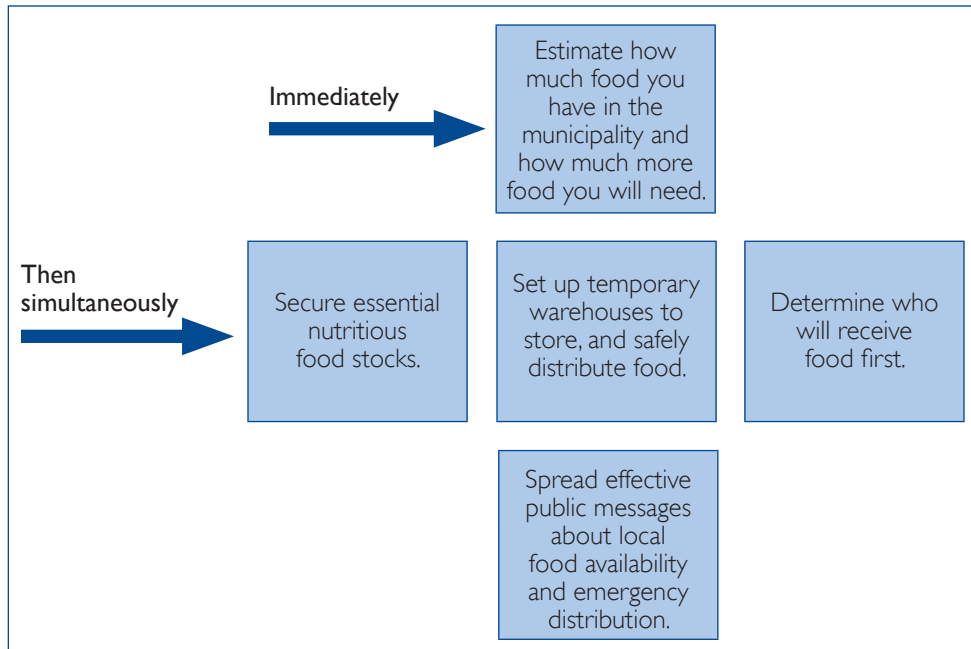 Immediately
Estimate how
much food you
have in the
municipality and
how much more
food you will need.
Then
simultaneously
Secure essential
nutritious
food stocks.
Set up temporary
warehouses to
store, and safely
distribute food.
Determine who
will receive
food first.
Spread effective
public messages
about local
food availability
and emergency
distribution.